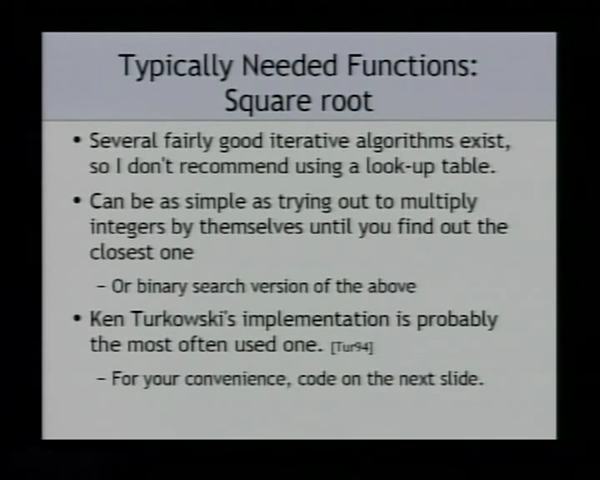 Typically Needed Functions:
Square root
• Several fairly good iterative algorithms exist,
so I don't recommend using a look-up table.
• Can be as simple as trying out to multiply
integers by themselves until you find out the
closest one
– Or binary search version of the above
• Ken Turkowski's implementation is probably
the most often used one. [Tur94]
– For your convenience, code on the next slide.